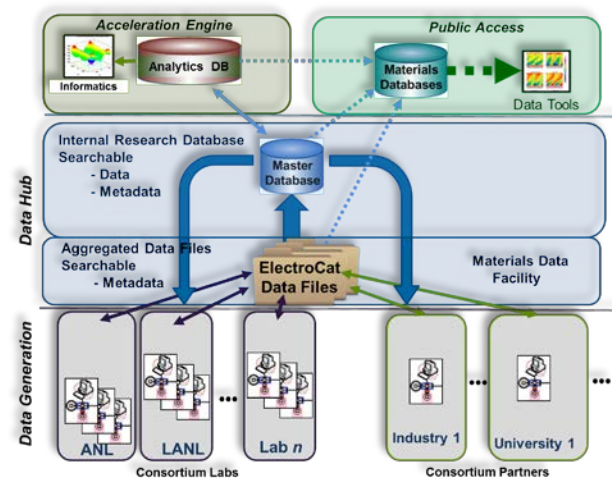 Acceleration Engine
Public Access
Analytics DB
Informatics
Materials
Databases
Data Tools
Data Hub
Internal Research Database
Searchable
- Data
- Metadata
Master
Database
Aggregated Data Files
Searchable
- Metadata
ElectroCat
Data Files
Materials Data
Facility
Data Generation
ANL
LANL
...
Lab n
Industry 1
...
University 1
...
Consortium Labs
Consortium Partners